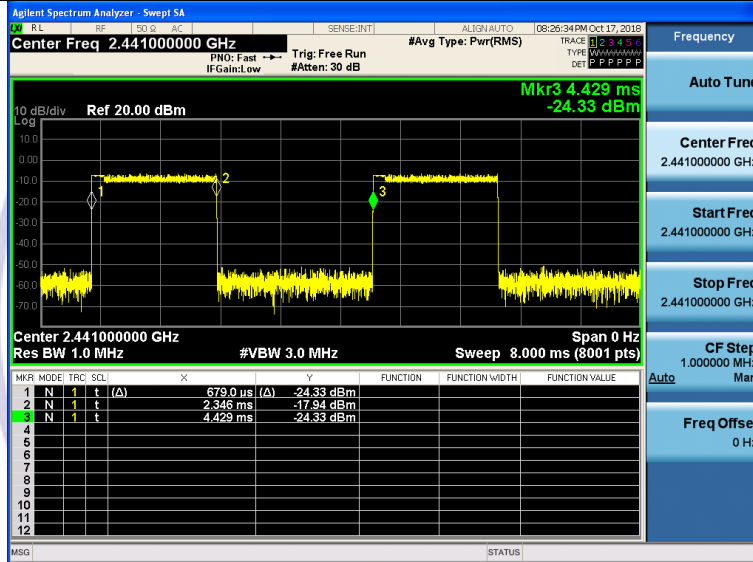 Agilent Spectrum Analyzer - Swept SA
LXI RL RF 50 Ω AC SENSE:INT ALIGN AUTO 08:26:34 PM Oct 17, 2018
Center Freq 2.441000000 GHz
PNO: Fast
IFGain:Low
Trig: Free Run
#Atten: 30 dB
#Avg Type: Pwr(RMS)
TRACE 1 2 3 4 5 6
TYPE WWWWWW
DET P P P P P P
Mkr3 4.429 ms
-24.33 dBm
10 dB/div Ref 20.00 dBm
Log
10.0
0.00
-10.0
-20.0
-30.0
-40.0
-50.0
-60.0
-70.0
1
2
3
Center 2.441000000 GHz Span 0 Hz
Res BW 1.0 MHz #VBW 3.0 MHz Sweep 8.000 ms (8001 pts)
MKR MODE TRC SCL X Y FUNCTION FUNCTION WIDTH FUNCTION VALUE
1 N 1 t (Δ) 679.0 µs (Δ) -24.33 dBm
2 N 1 t 2.346 ms -17.94 dBm
3 N 1 t 4.429 ms -24.33 dBm
4
5
6
7
8
9
10
11
12
MSG STATUS
Frequency
Auto Tune
Center Freq
2.441000000 GHz
Start Freq
2.441000000 GHz
Stop Freq
2.441000000 GHz
CF Step
1.000000 MHz
Auto Man
Freq Offset
0 Hz